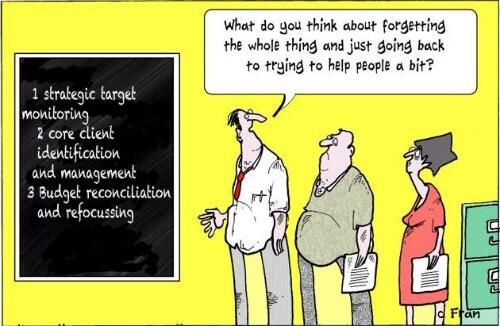 What do you think about forgetting
the whole thing and just going back
to trying to help people a bit?
1 strategic target
monitoring
2 core client
identification
and management
3 Budget reconciliation
and refocussing
c Fran